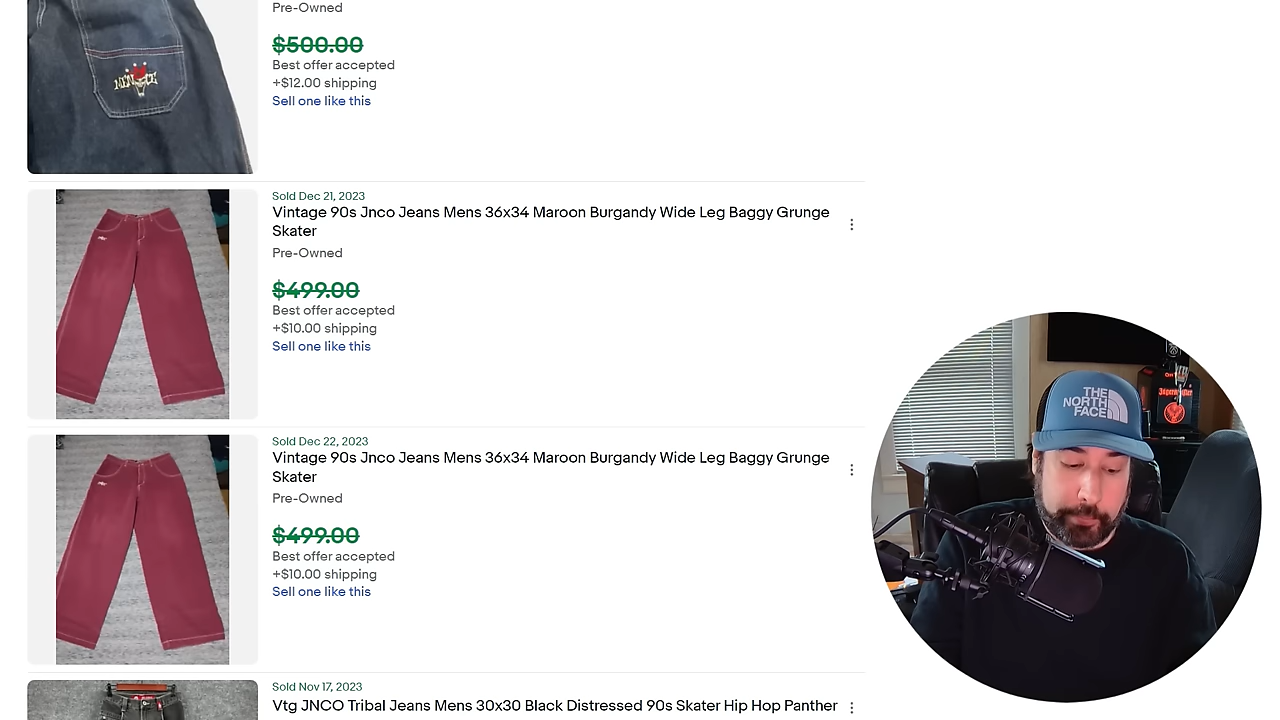 Pre-Owned
$500.00
Best offer accepted
+$12.00 shipping
Sell one like this
MENACE
Sold Dec 21, 2023
Vintage 90s Jnco Jeans Mens 36x34 Maroon Burgandy Wide Leg Baggy Grunge
Skater
Pre-Owned
$499.00
Best offer accepted
+$10.00 shipping
Sell one like this
Sold Dec 22, 2023
Vintage 90s Jnco Jeans Mens 36x34 Maroon Burgandy Wide Leg Baggy Grunge
Skater
Pre-Owned
$499.00
Best offer accepted
+$10.00 shipping
Sell one like this
Sold Nov 17, 2023
Vtg JNCO Tribal Jeans Mens 30x30 Black Distressed 90s Skater Hip Hop Panther
THE
NORTH
FACE